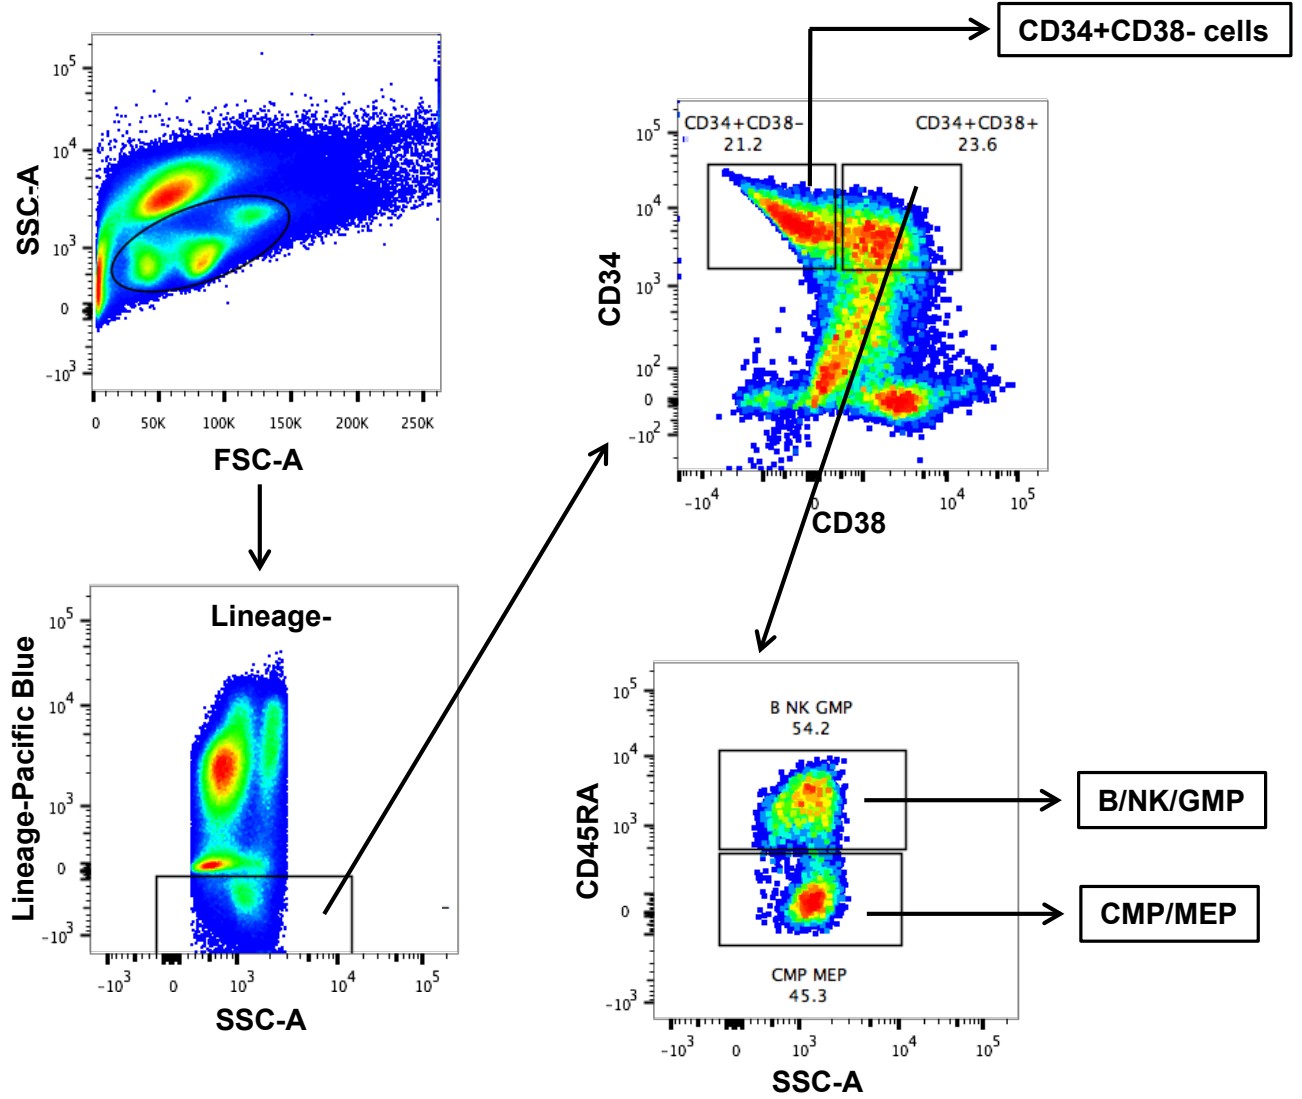 CD34+CD38- cells
10^5
10^4
10^3
0
-10^3
SSC-A
0 50K 100K 150K 200K 250K
FSC-A
CD34+CD38-
21.2
CD34+CD38+
23.6
10^5
10^4
10^3
10^2
0
-10^2
CD34
-10^4 0 10^4 10^5
CD38
Lineage-
10^5
10^4
10^3
0
-10^3
Lineage-Pacific Blue
-10^3 0 10^3 10^4 10^5
SSC-A
B NK GMP
54.2
10^5
10^4
10^3
0
-10^3
CD45RA
CMP MEP
45.3
-10^3 0 10^3 10^4 10^5
SSC-A
B/NK/GMP
CMP/MEP